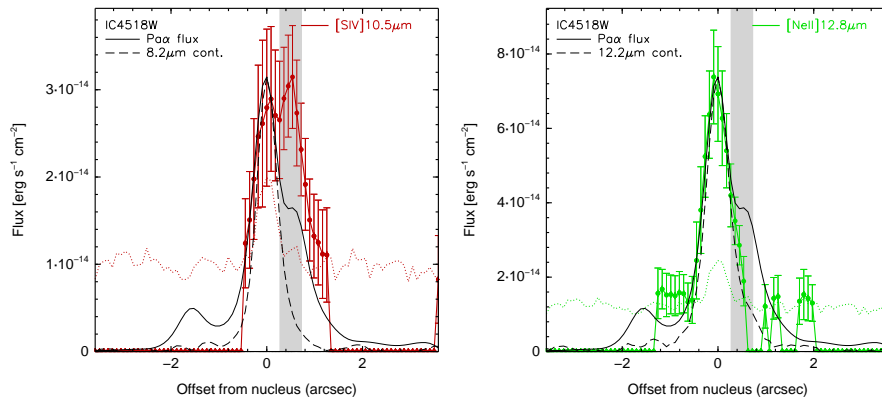 IC4518W
Paα flux
8.2μm cont.
[SIV]10.5μm
3·10⁻¹⁴
2·10⁻¹⁴
1·10⁻¹⁴
0
Flux [erg s⁻¹ cm⁻²]
−2 0 2
Offset from nucleus (arcsec)
IC4518W
Paα flux
12.2μm cont.
[NeII]12.8μm
8·10⁻¹⁴
6·10⁻¹⁴
4·10⁻¹⁴
2·10⁻¹⁴
0
Flux [erg s⁻¹ cm⁻²]
−2 0 2
Offset from nucleus (arcsec)